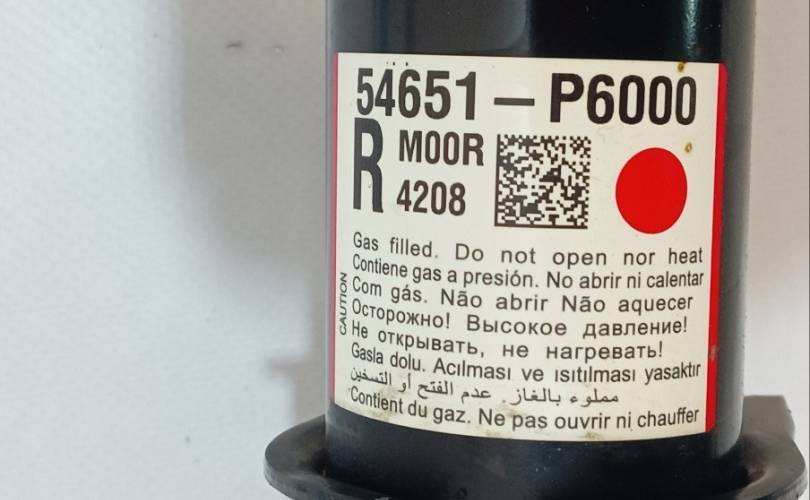 54651-P6000
R M00R
4208
CAUTION
Gas filled. Do not open nor heat
Contiene gas a presión. No abrir ni calentar
Com gás. Não abrir Não aquecer
Осторожно! Высокое давление!
Не открывать, не нагревать!
Gasla dolu. Acılması ve ısıtılması yasaktır
مملوء بالغاز. عدم الفتح أو التسخين
Contient du gaz. Ne pas ouvrir ni chauffer